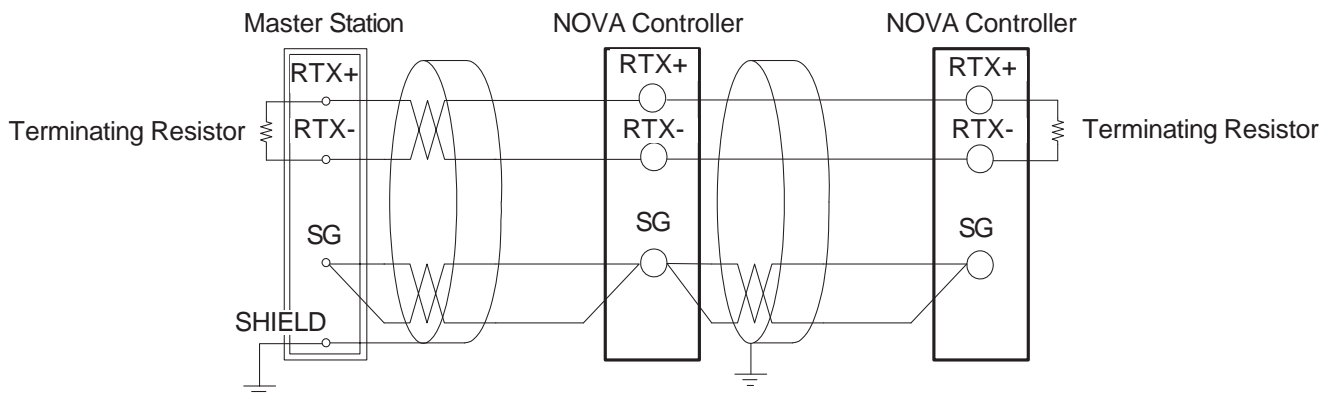 Master Station
NOVA Controller
NOVA Controller
RTX+
RTX+
RTX+
Terminating Resistor
RTX-
RTX-
RTX-
Terminating Resistor
SG
SG
SG
SHIELD